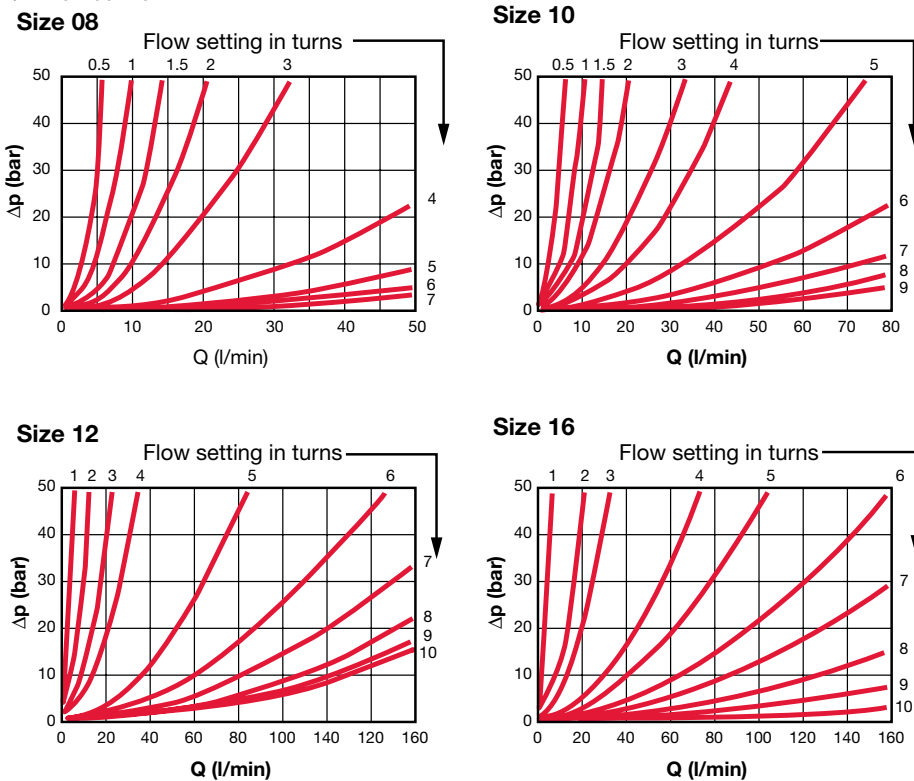 Size 08
Flow setting in turns
0.5 1 1.5 2 3
50
40
30
20
10
0
Δp (bar)
4
5
6
7
0 10 20 30 40 50
Q (l/min)
Size 10
Flow setting in turns
0.5 1 1.5 2 3 4 5
50
40
30
20
10
0
Δp (bar)
6
7
8
9
0 10 20 30 40 50 60 70 80
Q (l/min)
Size 12
Flow setting in turns
1 2 3 4 5 6
50
40
30
20
10
0
Δp (bar)
7
8
9
10
0 20 40 60 80 100 140 120 160
Q (l/min)
Size 16
Flow setting in turns
1 2 3 4 5 6
50
40
30
20
10
0
Δp (bar)
7
8
9
10
0 20 40 60 80 100 140 120 160
Q (l/min)